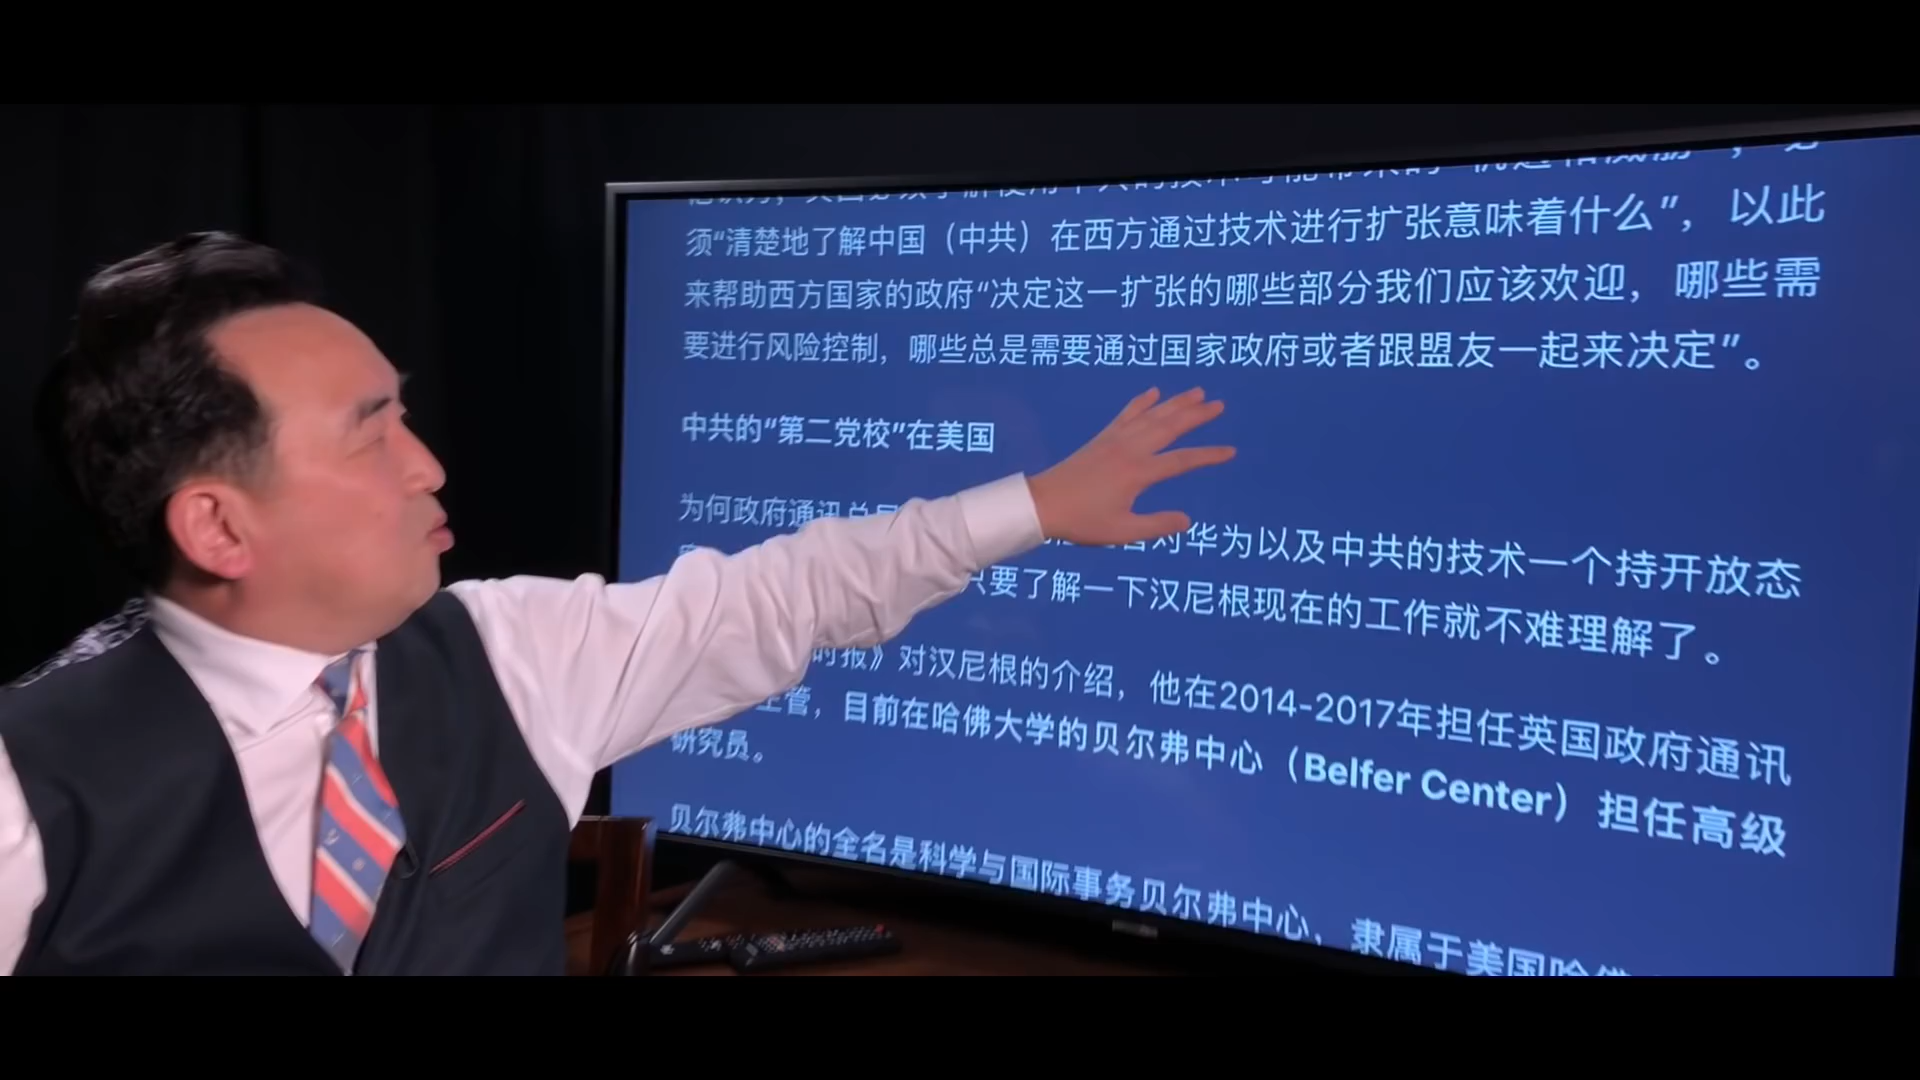 须“清楚地了解中国（中共）在西方通过技术进行扩张意味着什么”，以此
来帮助西方国家的政府“决定这一扩张的哪些部分我们应该欢迎，哪些需
要进行风险控制，哪些总是需要通过国家政府或者跟盟友一起来决定”。
中共的“第二党校”在美国
为何政府通讯总局
对华为以及中共的技术一个持开放态
只要了解一下汉尼根现在的工作就不难理解了。
时报》对汉尼根的介绍，他在2014-2017年担任英国政府通讯
主管，目前在哈佛大学的贝尔弗中心（Belfer Center）担任高级
研究员。
贝尔弗中心的全名是科学与国际事务贝尔弗中心，隶属于美国哈佛